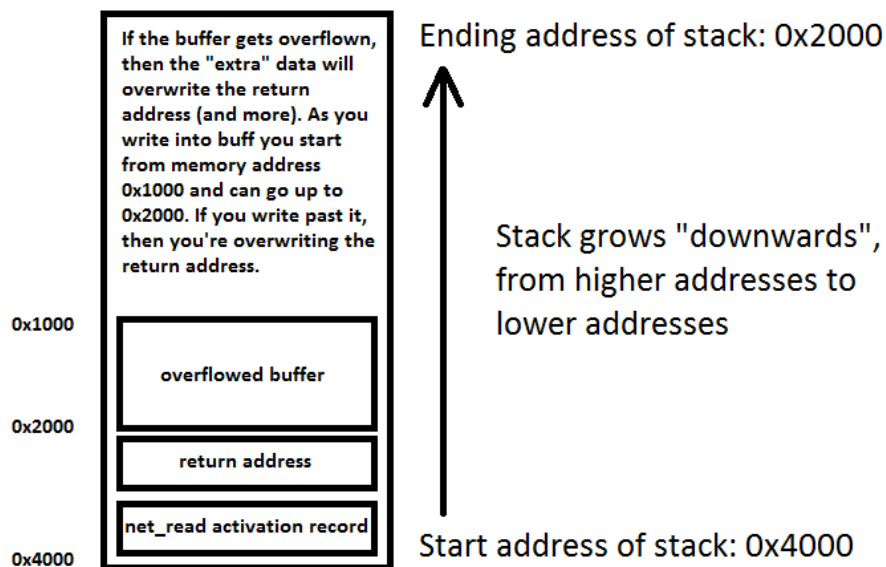 If the buffer gets overflown,
then the "extra" data will
overwrite the return
address (and more). As you
write into buff you start
from memory address
0x1000 and can go up to
0x2000. If you write past it,
then you're overwriting the
return address.
Ending address of stack: 0x2000
Stack grows "downwards",
from higher addresses to
lower addresses
0x1000
overflowed buffer
0x2000
return address
net_read activation record
0x4000
Start address of stack: 0x4000